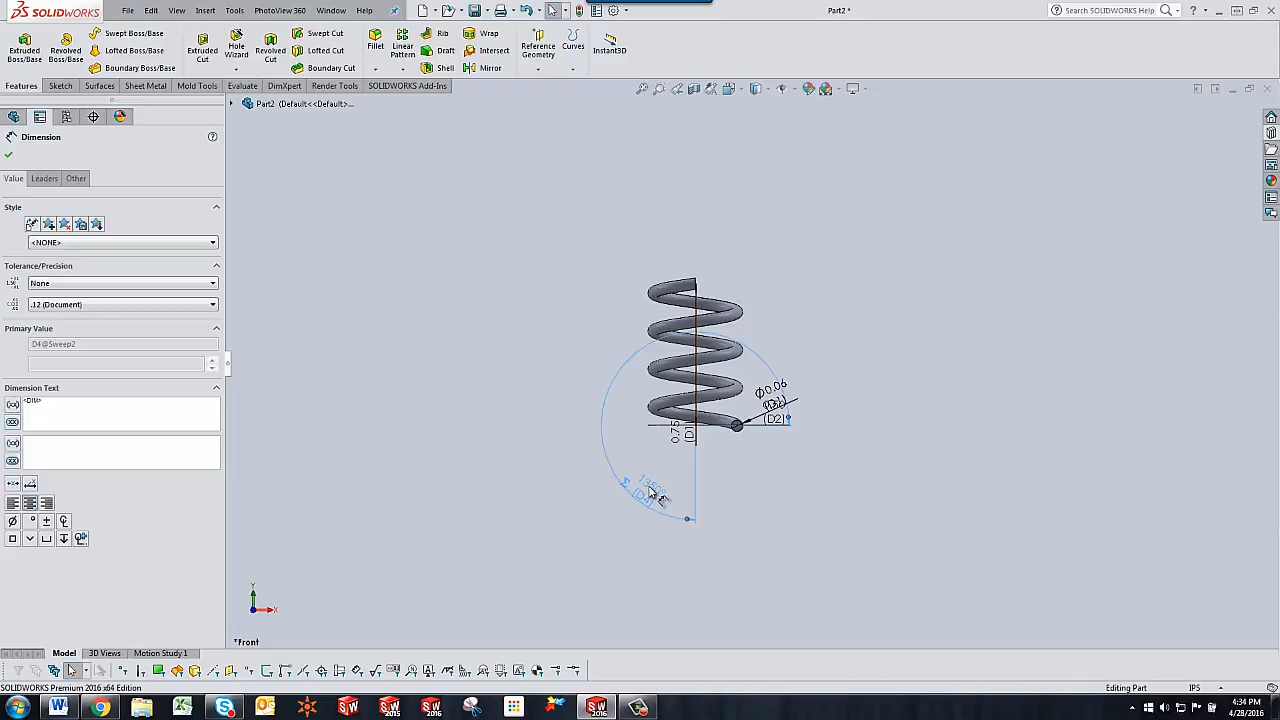 SOLIDWORKS
File Edit View Insert Tools PhotoView 360 Window Help
Part2 *
Search SOLIDWORKS Help
Extruded Boss/Base
Revolved Boss/Base
Swept Boss/Base
Lofted Boss/Base
Boundary Boss/Base
Extruded Cut
Hole Wizard
Revolved Cut
Swept Cut
Lofted Cut
Boundary Cut
Fillet
Linear Pattern
Rib
Draft
Shell
Wrap
Intersect
Mirror
Reference Geometry
Curves
Instant3D
Features Sketch Surfaces Sheet Metal Mold Tools Evaluate DimXpert Render Tools SOLIDWORKS Add-Ins
Part2 (Default<<Default>...
Dimension
Value Leaders Other
Style
<NONE>
Tolerance/Precision
None
.12 (Document)
Primary Value
D4@Sweep2
Dimension Text
<DIM>
Φ0.06
(D2)
0.75
(D1)
1350°
(D4)
Y
X
*Front
Model 3D Views Motion Study 1
SOLIDWORKS Premium 2016 x64 Edition
Editing Part
IPS
4:34 PM
4/28/2016